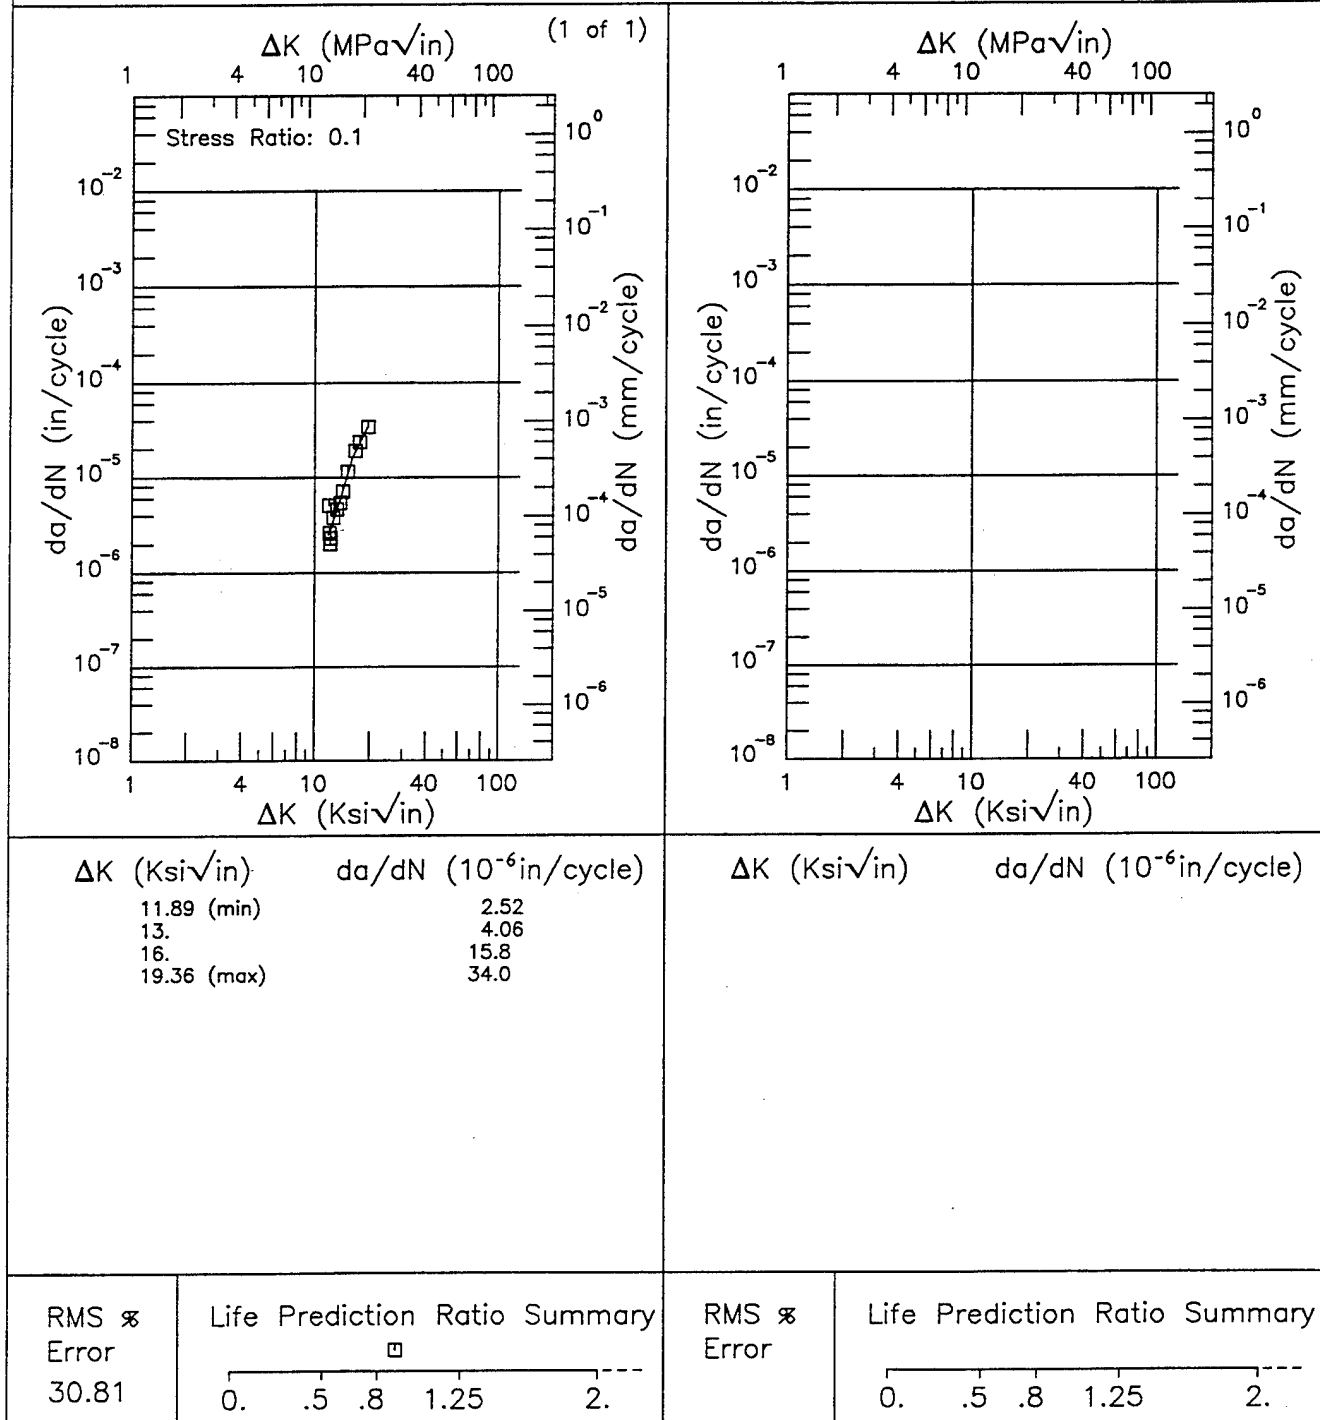 (1 of 1)
ΔK (MPa√in)
1 4 10 40 100
Stress Ratio: 0.1
10⁻²
10⁻³
10⁻⁴
10⁻⁵
10⁻⁶
10⁻⁷
10⁻⁸
da/dN (in/cycle)
10⁰
10⁻¹
10⁻²
10⁻³
10⁻⁴
10⁻⁵
10⁻⁶
da/dN (mm/cycle)
1 4 10 40 100
ΔK (Ksi√in)
ΔK (MPa√in)
1 4 10 40 100
10⁻²
10⁻³
10⁻⁴
10⁻⁵
10⁻⁶
10⁻⁷
10⁻⁸
da/dN (in/cycle)
10⁰
10⁻¹
10⁻²
10⁻³
10⁻⁴
10⁻⁵
10⁻⁶
da/dN (mm/cycle)
1 4 10 40 100
ΔK (Ksi√in)
ΔK (Ksi√in) da/dN (10⁻⁶in/cycle)
11.89 (min) 2.52
13. 4.06
16. 15.8
19.36 (max) 34.0
ΔK (Ksi√in) da/dN (10⁻⁶in/cycle)
RMS %
Error
30.81
Life Prediction Ratio Summary
0. .5 .8 1.25 2.
RMS %
Error
Life Prediction Ratio Summary
0. .5 .8 1.25 2.